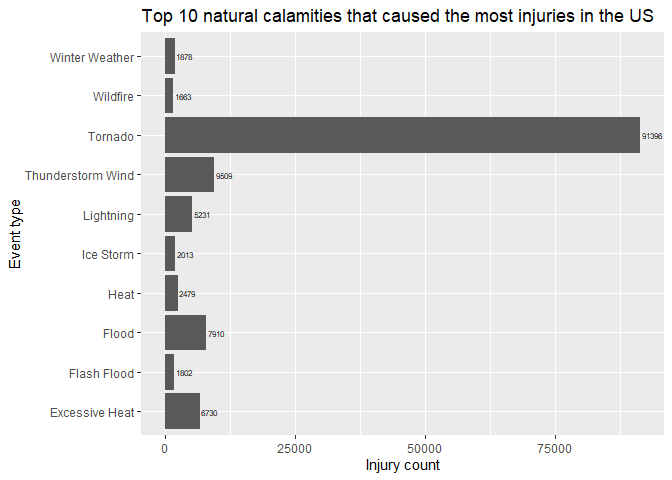 Top 10 natural calamities that caused the most injuries in the US
Event type
Winter Weather 1878
Wildfire 1663
Tornado 91396
Thunderstorm Wind 9509
Lightning 5231
Ice Storm 2013
Heat 2479
Flood 7910
Flash Flood 1802
Excessive Heat 6730
0 25000 50000 75000
Injury count